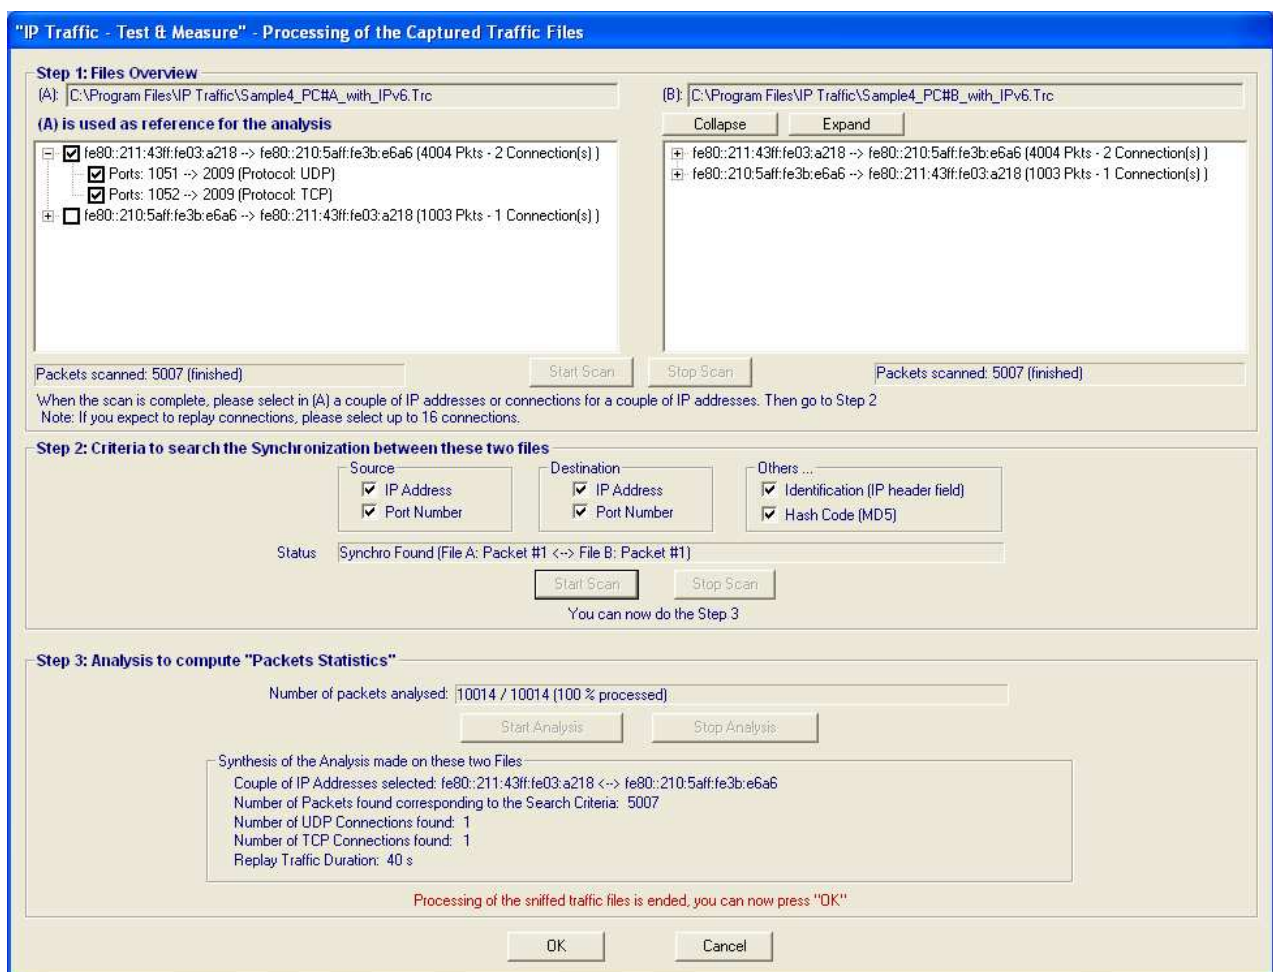 "IP Traffic - Test & Measure" - Processing of the Captured Traffic Files
Step 1: Files Overview
(A): C:\Program Files\IP Traffic\Sample4_PC#A_with_IPv6.Trc
(B): C:\Program Files\IP Traffic\Sample4_PC#B_with_IPv6.Trc
(A) is used as reference for the analysis
Collapse Expand
fe80::211:43ff:fe03:a218 --> fe80::210:5aff:fe3b:e6a6 (4004 Pkts - 2 Connection(s) )
Ports: 1051 --> 2009 (Protocol: UDP)
Ports: 1052 --> 2009 (Protocol: TCP)
fe80::210:5aff:fe3b:e6a6 --> fe80::211:43ff:fe03:a218 (1003 Pkts - 1 Connection(s) )
fe80::211:43ff:fe03:a218 --> fe80::210:5aff:fe3b:e6a6 (4004 Pkts - 2 Connection(s) )
fe80::210:5aff:fe3b:e6a6 --> fe80::211:43ff:fe03:a218 (1003 Pkts - 1 Connection(s) )
Packets scanned: 5007 (finished)
Start Scan Stop Scan
Packets scanned: 5007 (finished)
When the scan is complete, please select in (A) a couple of IP addresses or connections for a couple of IP addresses. Then go to Step 2
Note: If you expect to replay connections, please select up to 16 connections.
Step 2: Criteria to search the Synchronization between these two files
Source
IP Address
Port Number
Destination
IP Address
Port Number
Others ...
Identification (IP header field)
Hash Code (MD5)
Status Synchro Found (File A: Packet #1 <--> File B: Packet #1)
Start Scan Stop Scan
You can now do the Step 3
Step 3: Analysis to compute "Packets Statistics"
Number of packets analysed: 10014 / 10014 (100 % processed)
Start Analysis Stop Analysis
Synthesis of the Analysis made on these two Files
Couple of IP Addresses selected: fe80::211:43ff:fe03:a218 <--> fe80::210:5aff:fe3b:e6a6
Number of Packets found corresponding to the Search Criteria: 5007
Number of UDP Connections found: 1
Number of TCP Connections found: 1
Replay Traffic Duration: 40 s
Processing of the sniffed traffic files is ended, you can now press "OK"
OK Cancel